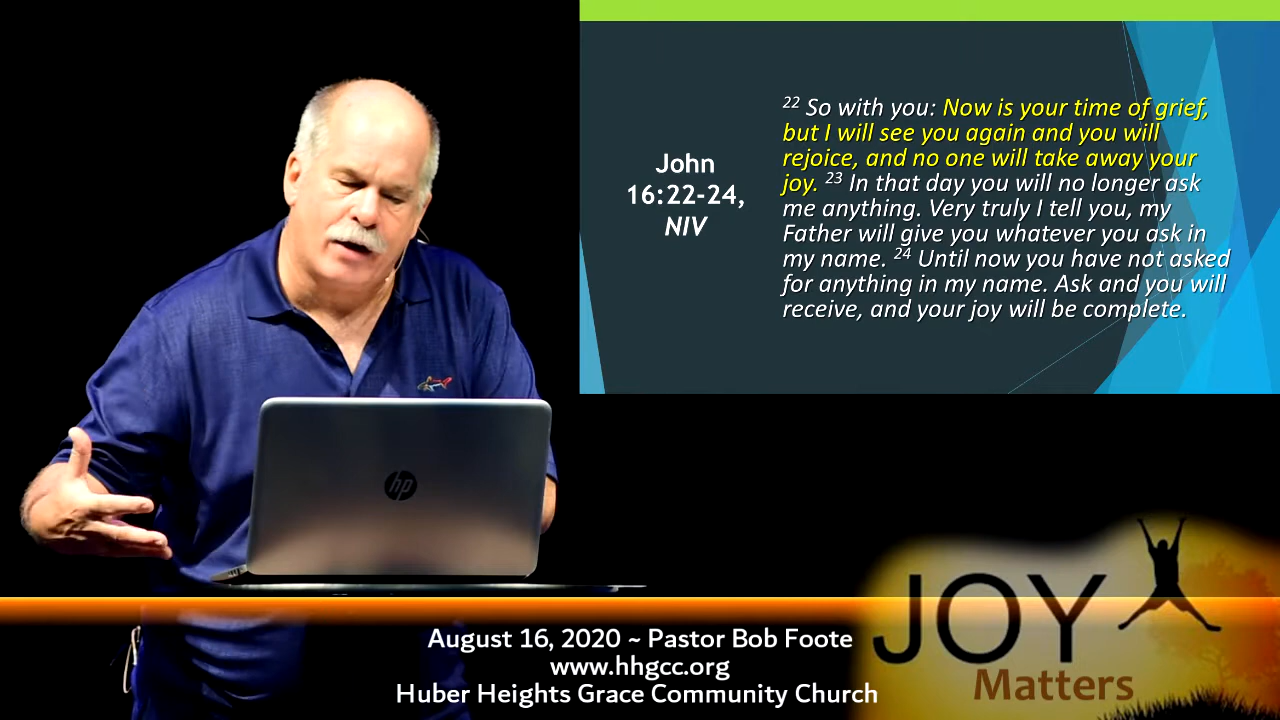 John
16:22-24,
NIV
22 So with you: Now is your time of grief,
but I will see you again and you will
rejoice, and no one will take away your
joy. 23 In that day you will no longer ask
me anything. Very truly I tell you, my
Father will give you whatever you ask in
my name. 24 Until now you have not asked
for anything in my name. Ask and you will
receive, and your joy will be complete.
hp
August 16, 2020 ~ Pastor Bob Foote
www.hhgcc.org
Huber Heights Grace Community Church
JOY
Matters